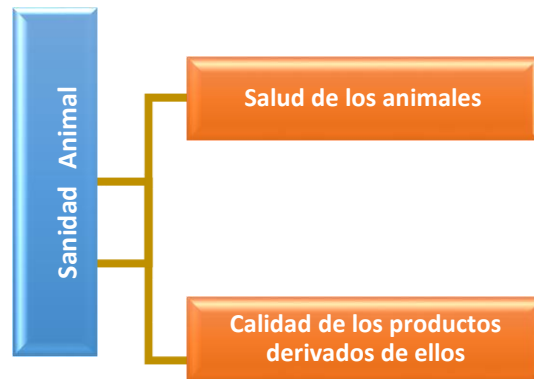 Sanidad Animal
Salud de los animales
Calidad de los productos
derivados de ellos